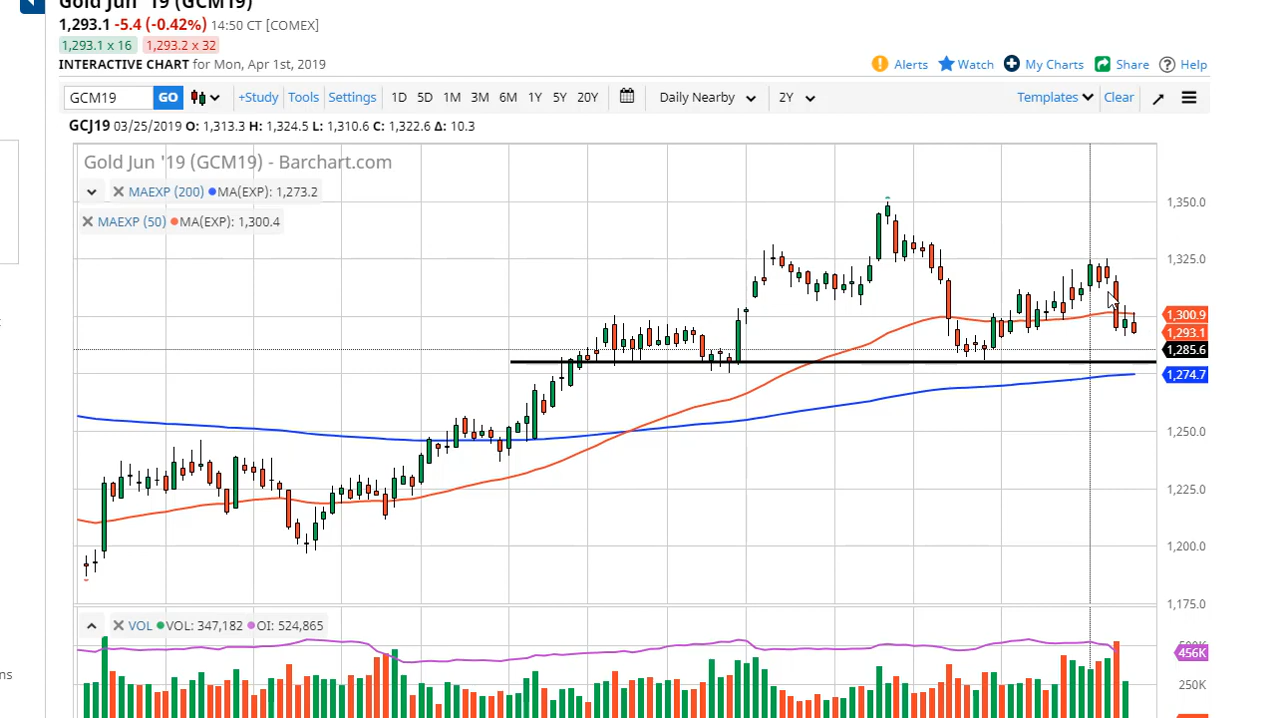 Gold Jun '19 (GCM19)
1,293.1 -5.4 (-0.42%) 14:50 CT [COMEX]
1,293.1 x 16 1,293.2 x 32
INTERACTIVE CHART for Mon, Apr 1st, 2019
Alerts Watch My Charts Share Help
GCM19 GO +Study Tools Settings 1D 5D 1M 3M 6M 1Y 5Y 20Y Daily Nearby 2Y Templates Clear
GCJ19 03/25/2019 O: 1,313.3 H: 1,324.5 L: 1,310.6 C: 1,322.6 Δ: 10.3
Gold Jun '19 (GCM19) - Barchart.com
MAEXP (200) MA(EXP): 1,273.2
MAEXP (50) MA(EXP): 1,300.4
1,350.0
1,325.0
1,300.9
1,293.1
1,285.6
1,274.7
1,250.0
1,225.0
1,200.0
1,175.0
VOL VOL: 347,182 OI: 524,865
456K
250K
ns